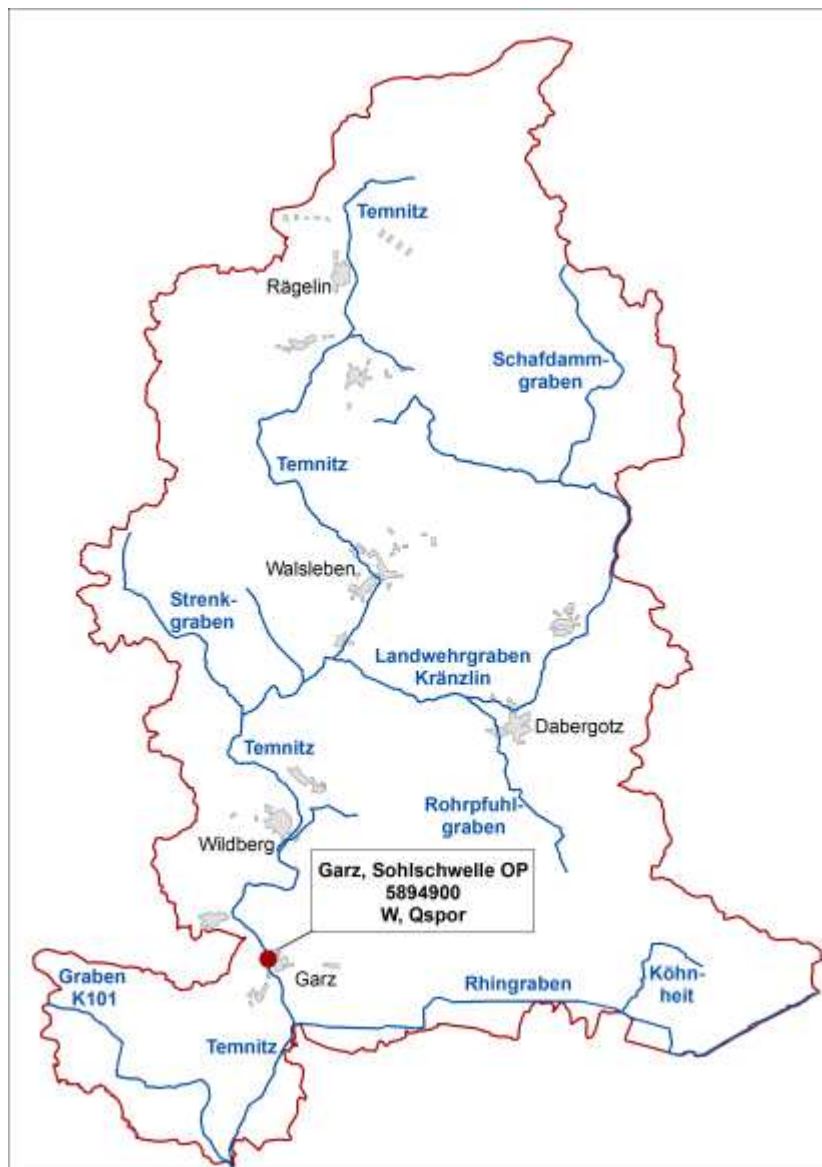 Temnitz
Rägelin
Schafdamm-
graben
Temnitz
Walsleben
Strenk-
graben
Landwehrgraben
Kränzlin
Dabergotz
Temnitz
Rohrpfuhl-
graben
Wildberg
Garz, Sohlschwelle OP
5894900
W, Qspor
Graben
K101
Garz
Rhingraben
Köhn-
heit
Temnitz